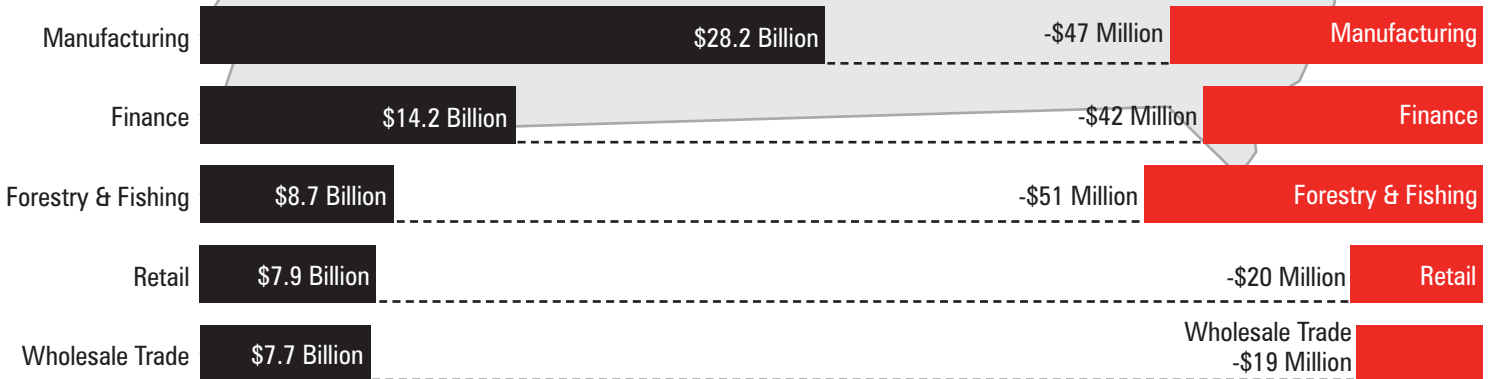 Manufacturing $28.2 Billion -$47 Million Manufacturing
Finance $14.2 Billion -$42 Million Finance
Forestry & Fishing $8.7 Billion -$51 Million Forestry & Fishing
Retail $7.9 Billion -$20 Million Retail
Wholesale Trade $7.7 Billion Wholesale Trade
-$19 Million